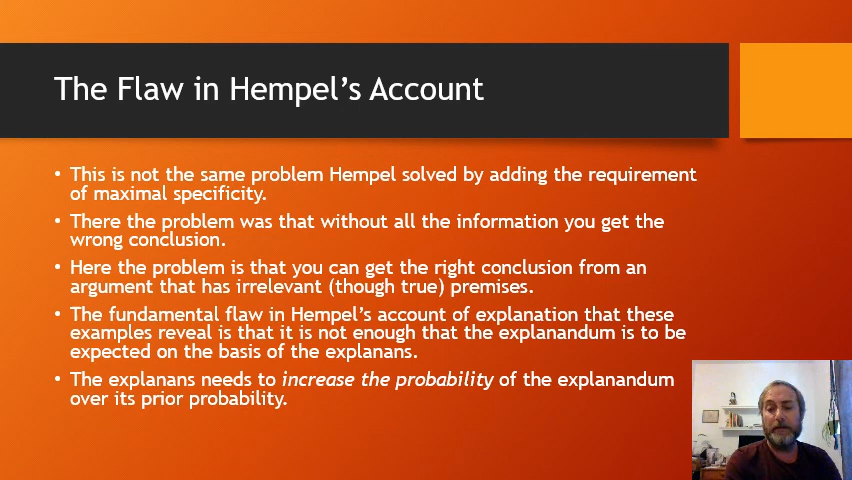 The Flaw in Hempel's Account
• This is not the same problem Hempel solved by adding the requirement
of maximal specificity.
• There the problem was that without all the information you get the
wrong conclusion.
• Here the problem is that you can get the right conclusion from an
argument that has irrelevant (though true) premises.
• The fundamental flaw in Hempel's account of explanation that these
examples reveal is that it is not enough that the explanandum is to be
expected on the basis of the explanans.
• The explanans needs to increase the probability of the explanandum
over its prior probability.